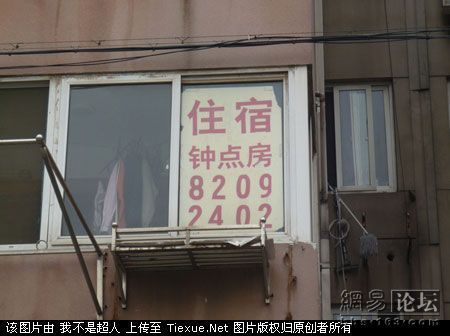 住宿
钟点房
8209
2402
网易 论坛
该图片由 我不是超人 上传至 Tiexue.Net 图片版权归原创者所有